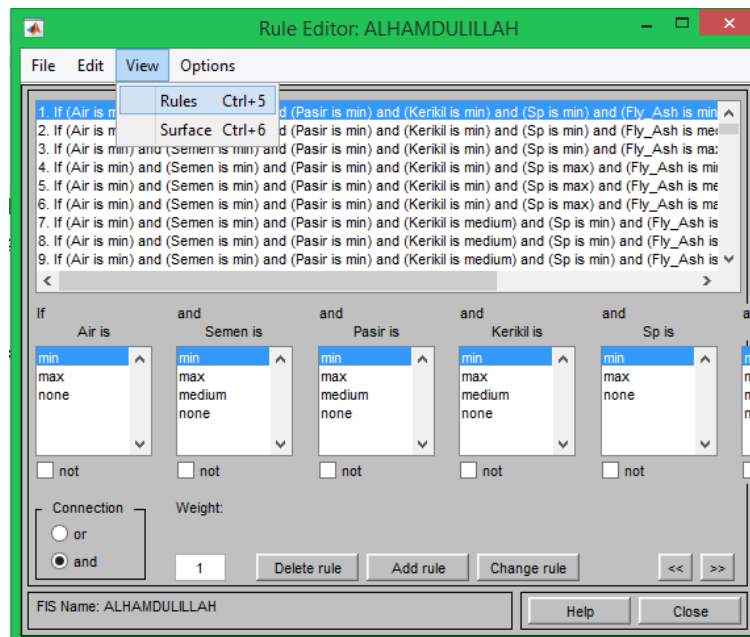 Rule Editor: ALHAMDULILLAH
File Edit View Options
Rules Ctrl+5
Surface Ctrl+6
1. If (Air is m d (Pasir is min) and (Kerikil is min) and (Sp is min) and (Fly_Ash is min
2. If (Air is m d (Pasir is min) and (Kerikil is min) and (Sp is min) and (Fly_Ash is med
3. If (Air is min) and (Semen is min) and (Pasir is min) and (Kerikil is min) and (Sp is min) and (Fly_Ash is max
4. If (Air is min) and (Semen is min) and (Pasir is min) and (Kerikil is min) and (Sp is max) and (Fly_Ash is min
5. If (Air is min) and (Semen is min) and (Pasir is min) and (Kerikil is min) and (Sp is max) and (Fly_Ash is me
6. If (Air is min) and (Semen is min) and (Pasir is min) and (Kerikil is min) and (Sp is max) and (Fly_Ash is ma
7. If (Air is min) and (Semen is min) and (Pasir is min) and (Kerikil is medium) and (Sp is min) and (Fly_Ash is
8. If (Air is min) and (Semen is min) and (Pasir is min) and (Kerikil is medium) and (Sp is min) and (Fly_Ash is
9. If (Air is min) and (Semen is min) and (Pasir is min) and (Kerikil is medium) and (Sp is min) and (Fly_Ash is
If and and and and
Air is Semen is Pasir is Kerikil is Sp is
min min min min min
max max max max max
none medium medium medium none
none none none
not not not not not
Connection Weight:
or
and 1 Delete rule Add rule Change rule << >>
FIS Name: ALHAMDULILLAH Help Close